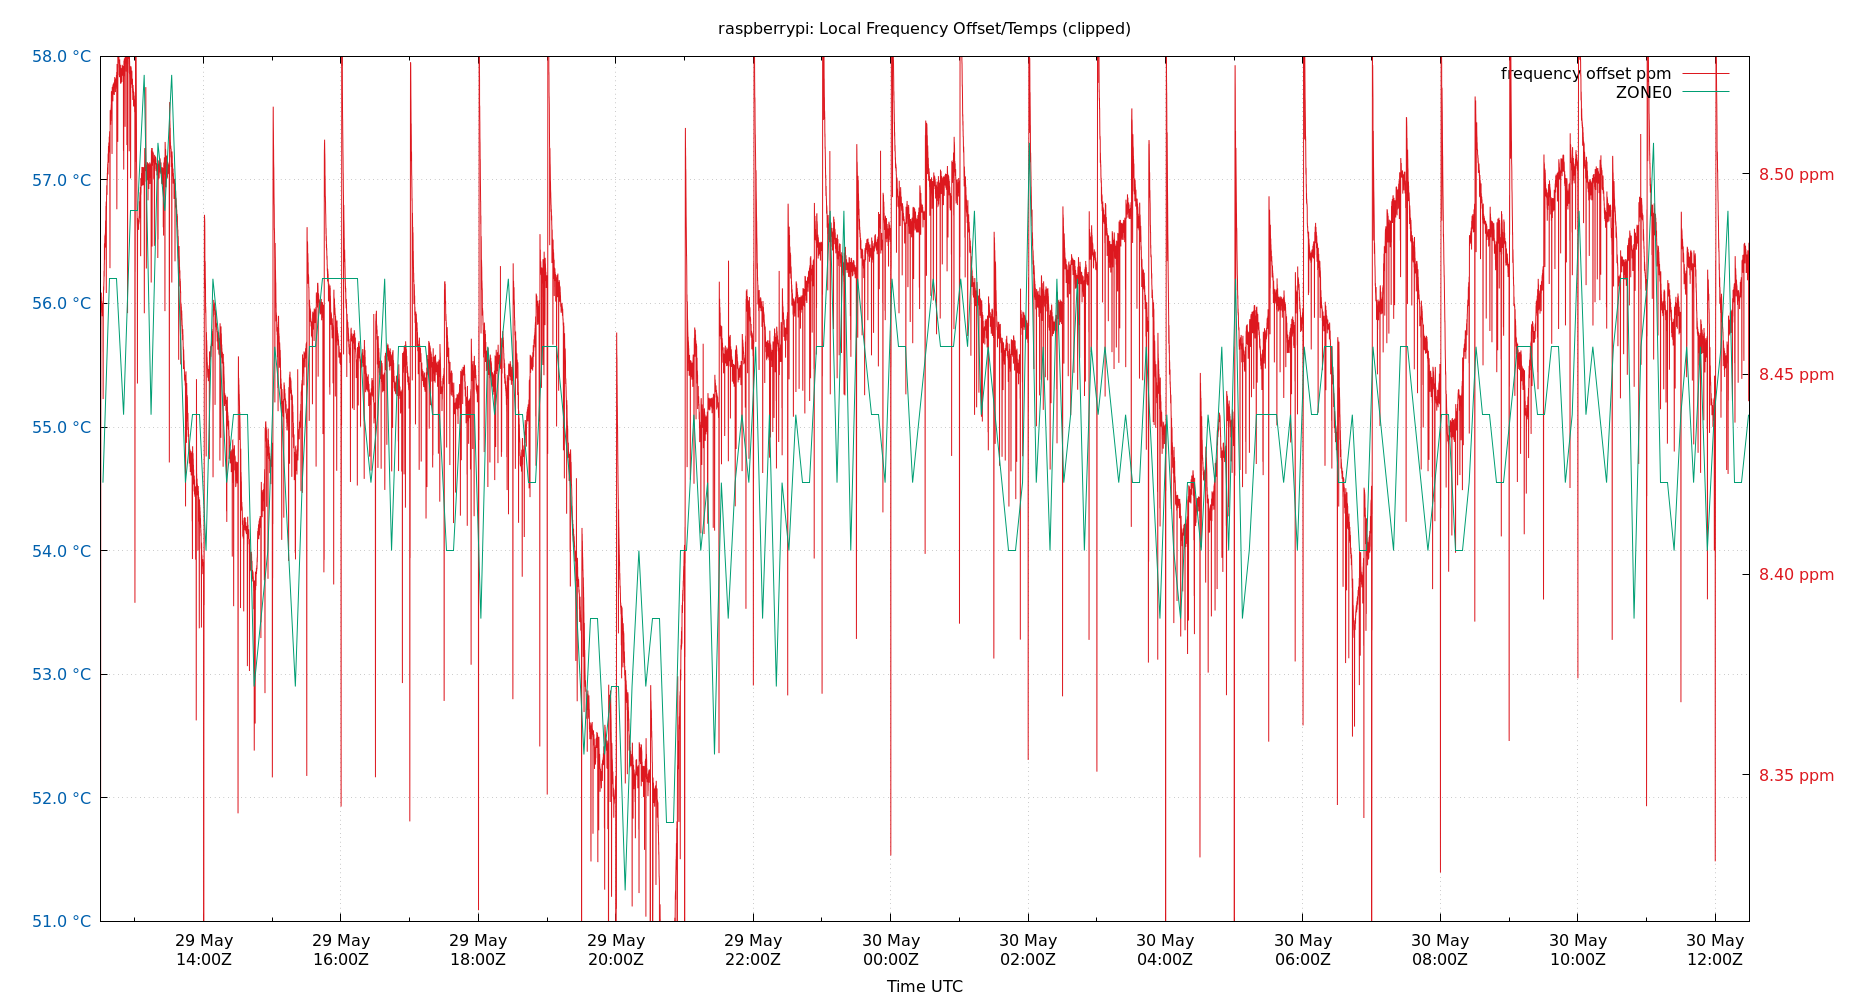 raspberrypi: Local Frequency Offset/Temps (clipped)
frequency offset ppm
ZONE0
58.0 °C
57.0 °C
56.0 °C
55.0 °C
54.0 °C
53.0 °C
52.0 °C
51.0 °C
8.50 ppm
8.45 ppm
8.40 ppm
8.35 ppm
29 May 29 May 29 May 29 May 29 May 30 May 30 May 30 May 30 May 30 May 30 May 30 May
14:00Z 16:00Z 18:00Z 20:00Z 22:00Z 00:00Z 02:00Z 04:00Z 06:00Z 08:00Z 10:00Z 12:00Z
Time UTC